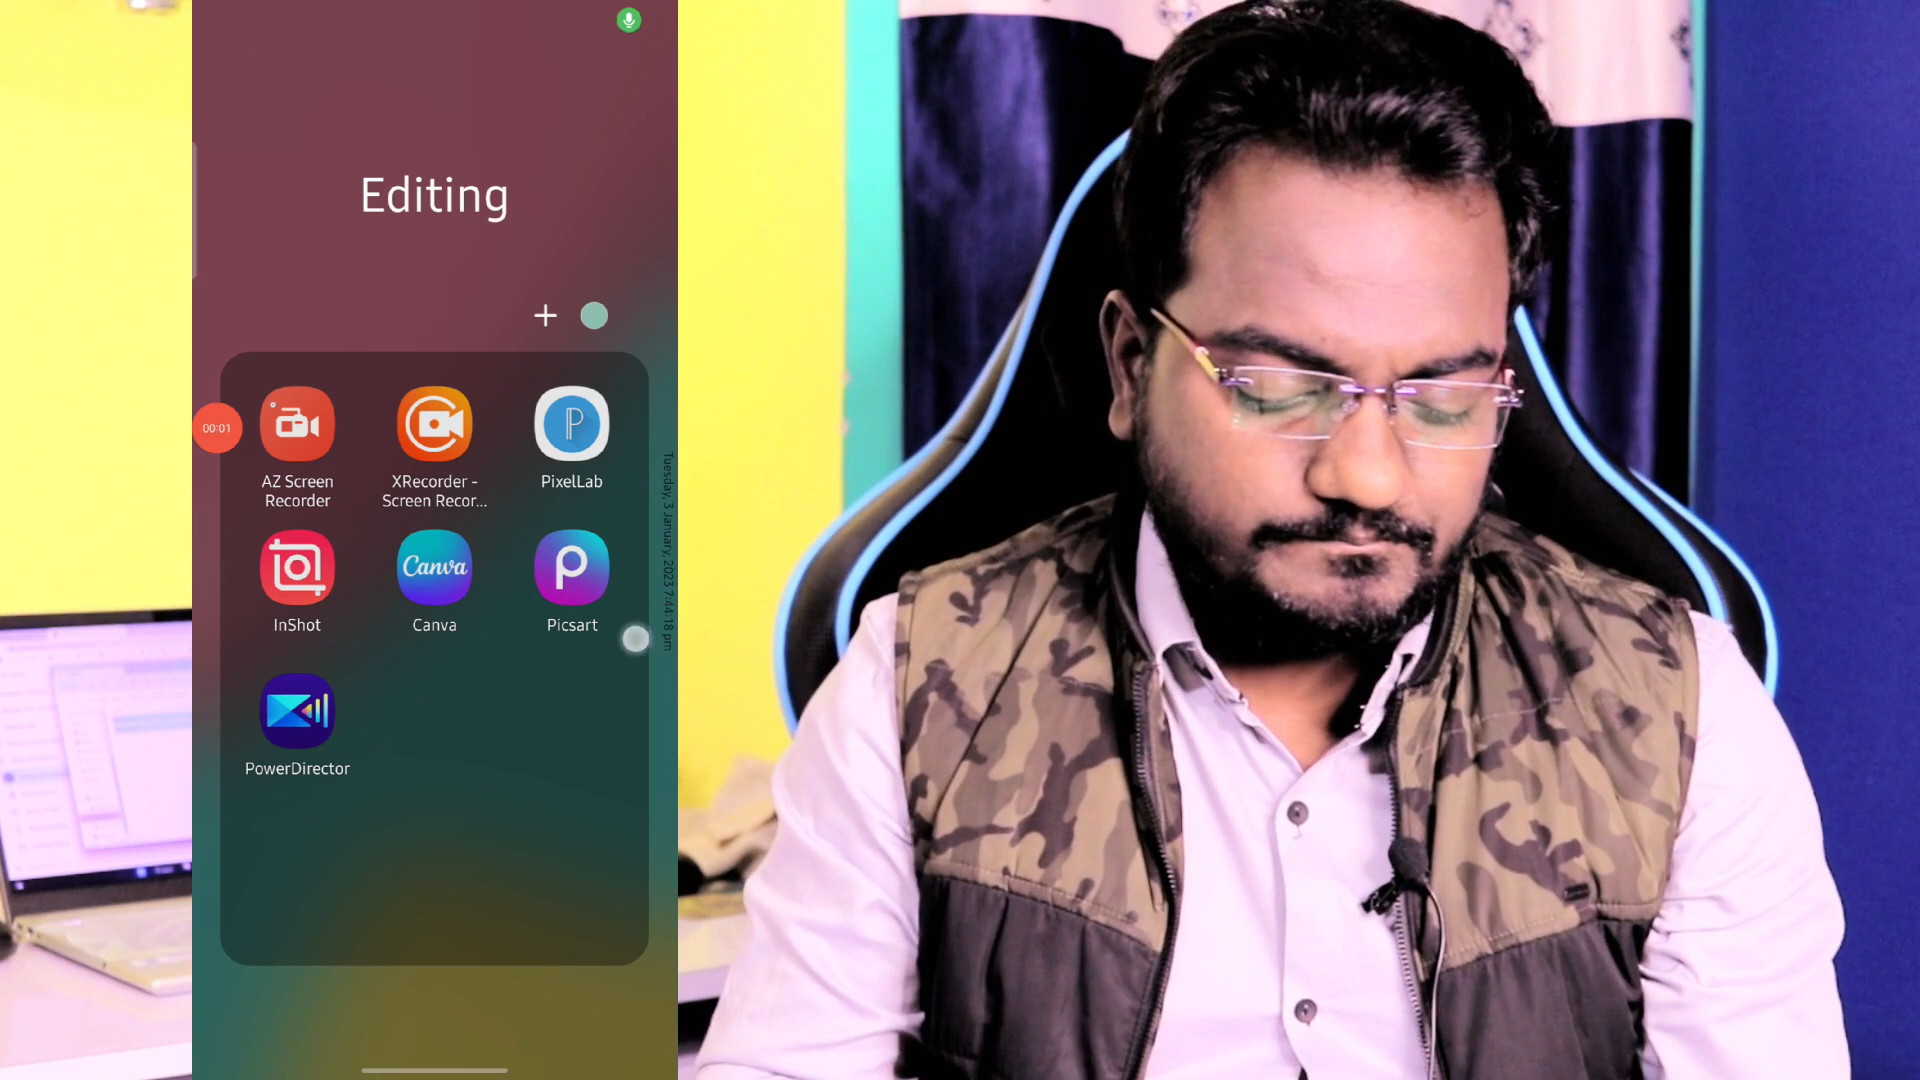 Editing
00:01
AZ Screen
Recorder
XRecorder -
Screen Recor...
PixelLab
P
InShot
Canva
Canva
Picsart
PowerDirector
Tuesday, 3 January, 2023 7:44:18 pm